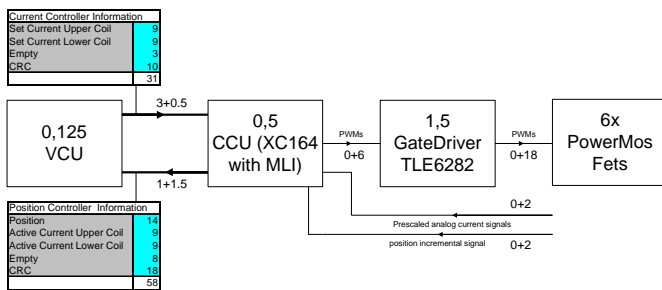 Current Controller Information
Set Current Upper Coil 9
Set Current Lower Coil 9
Empty 3
CRC 10
31
3+0.5
0,125
VCU
1+1.5
0,5
CCU (XC164
with MLI)
PWMs
0+6
1,5
GateDriver
TLE6282
PWMs
0+18
6x
PowerMos
Fets
0+2
Prescaled analog current signals
position incremental signal
0+2
Position Controller Information
Position 14
Active Current Upper Coil 9
Active Current Lower Coil 9
Empty 8
CRC 18
58